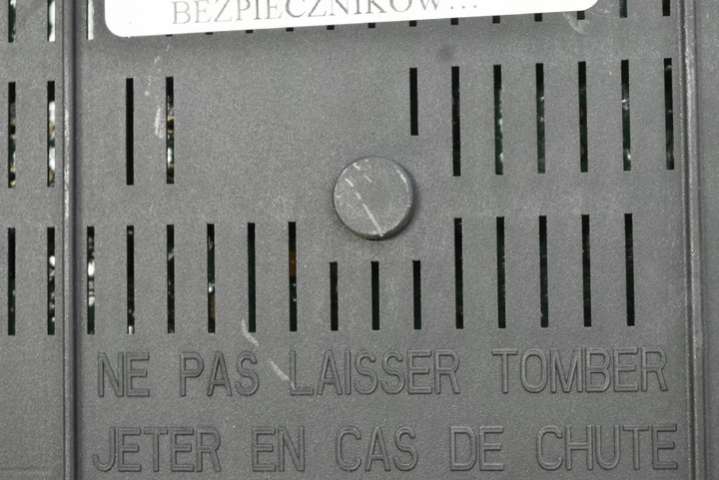 BEZPIECZNIKÓW...
NE PAS LAISSER TOMBER
JETER EN CAS DE CHUTE